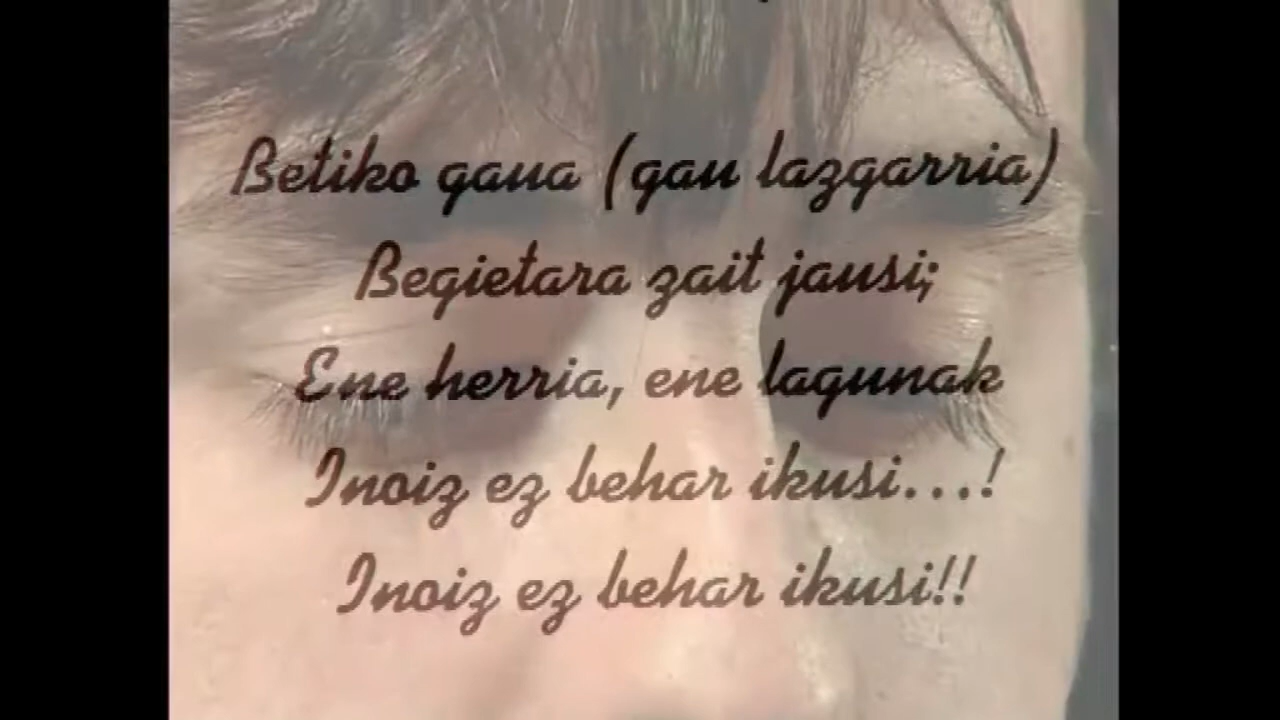 Betiko gaua (gau lazgarria)
Begietara zait jausi;
Ene herria, ene lagunak
Inoiz ez behar ikusi...!
Inoiz ez behar ikusi!!